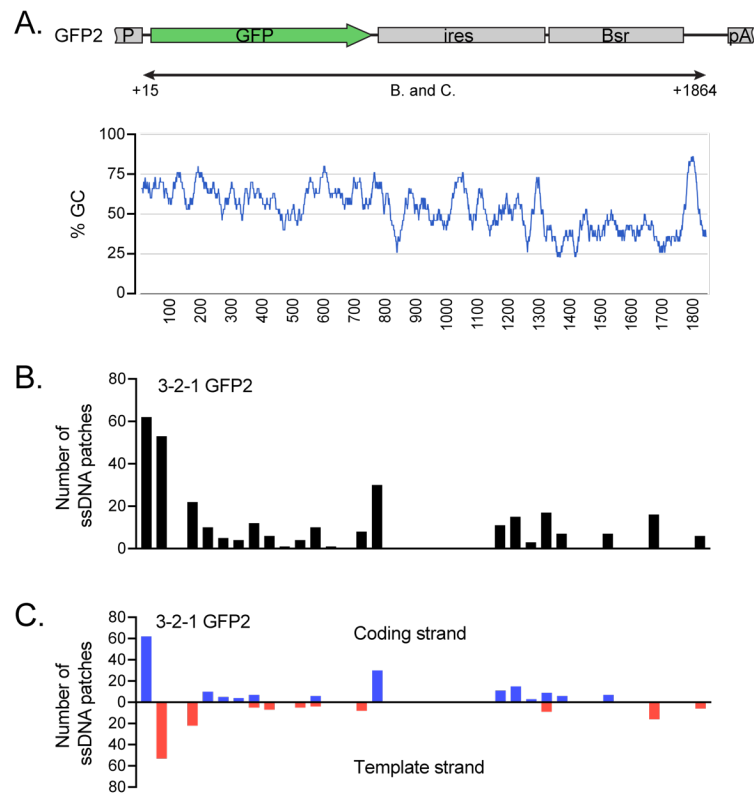 A.
GFP2 P GFP ires Bsr pA
+15 B. and C. +1864
% GC
100
75
50
25
0
100 200 300 400 500 600 700 800 900 1000 1100 1200 1300 1400 1500 1600 1700 1800
B.
3-2-1 GFP2
Number of
ssDNA patches
80
60
40
20
0
C.
3-2-1 GFP2
Coding strand
Number of
ssDNA patches
80
60
40
20
0
20
40
60
80
Template strand